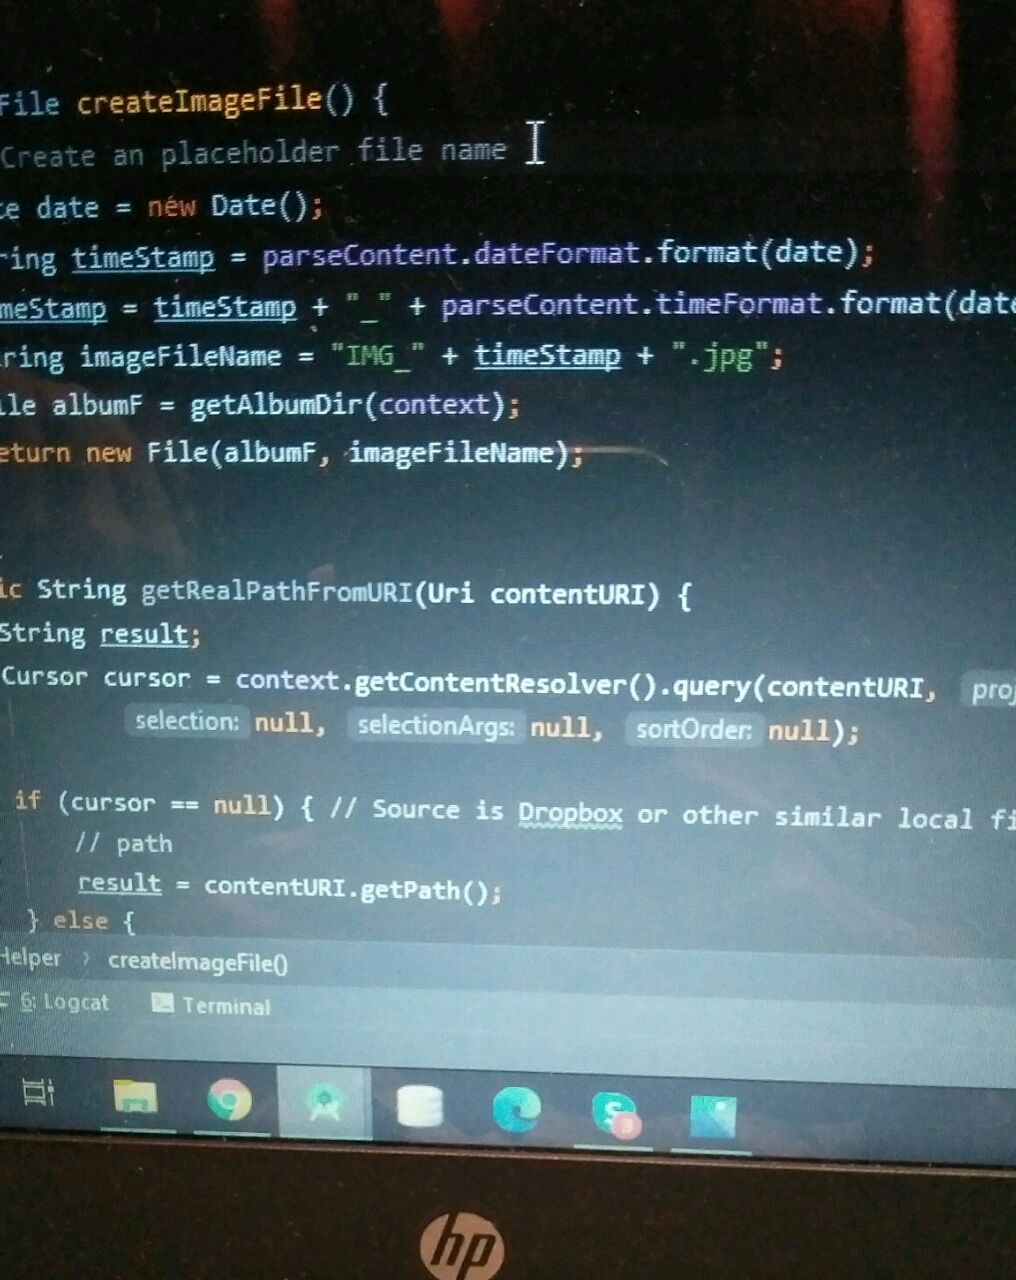 File createImageFile() {
Create an placeholder file name
te date = new Date();
ring timeStamp = parseContent.dateFormat.format(date);
meStamp = timeStamp + "_" + parseContent.timeFormat.format(date
ring imageFileName = "IMG_" + timeStamp + ".jpg";
ile albumF = getAlbumDir(context);
eturn new File(albumF, imageFileName);
ic String getRealPathFromURI(Uri contentURI) {
String result;
Cursor cursor = context.getContentResolver().query(contentURI, proj
selection: null, selectionArgs: null, sortOrder: null);
if (cursor == null) { // Source is Dropbox or other similar local fi
// path
result = contentURI.getPath();
} else {
Helper > createImageFile()
6: Logcat Terminal
S 3
hp